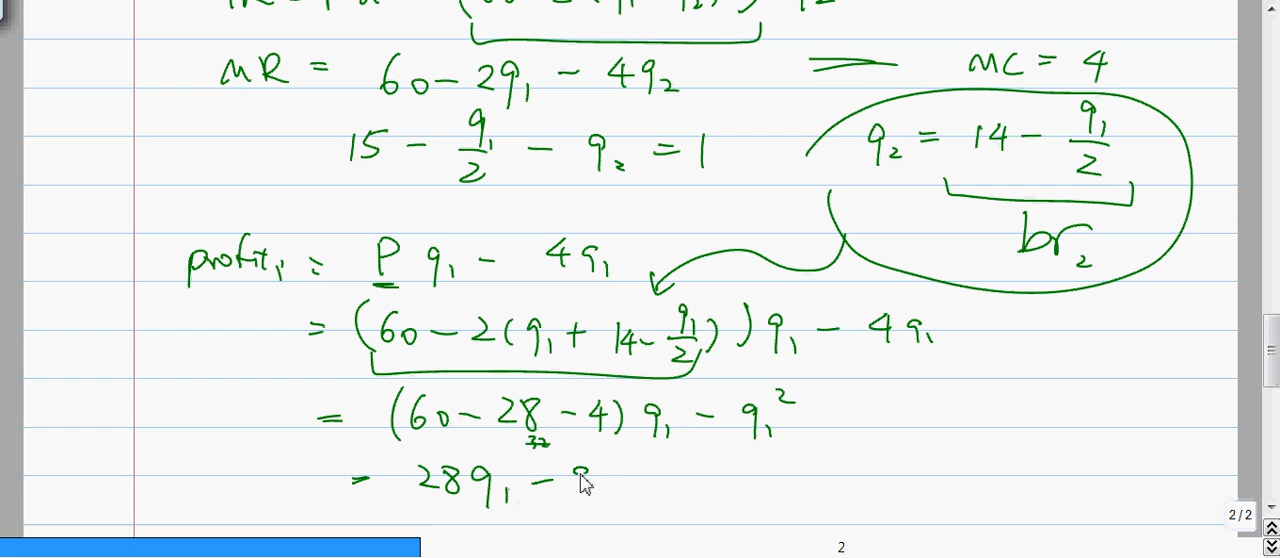 MR = 60 - 2q₁ - 4q₂ = MC = 4
15 - q₁/2 - q₂ = 1
q₂ = 14 - q₁/2
br₂
profit₁ = P q₁ - 4q₁
= (60 - 2(q₁ + 14 - q₁/2)) q₁ - 4q₁
= (60 - 28 - 4) q₁ - q₁²
32
= 28q₁ -
2/2
2